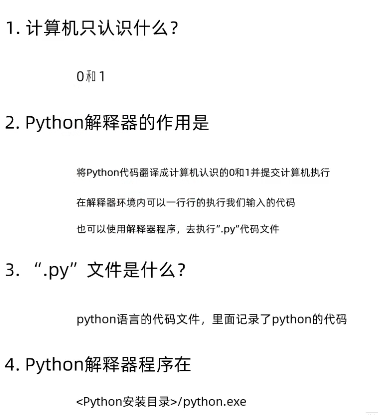 1. 计算机只认识什么？
0和1
2. Python解释器的作用是
将Python代码翻译成计算机认识的0和1并提交计算机执行
在解释器环境内可以一行行的执行我们输入的代码
也可以使用解释器程序，去执行”.py”代码文件
3. “.py”文件是什么？
python语言的代码文件，里面记录了python的代码
4. Python解释器程序在
<Python安装目录>/python.exe